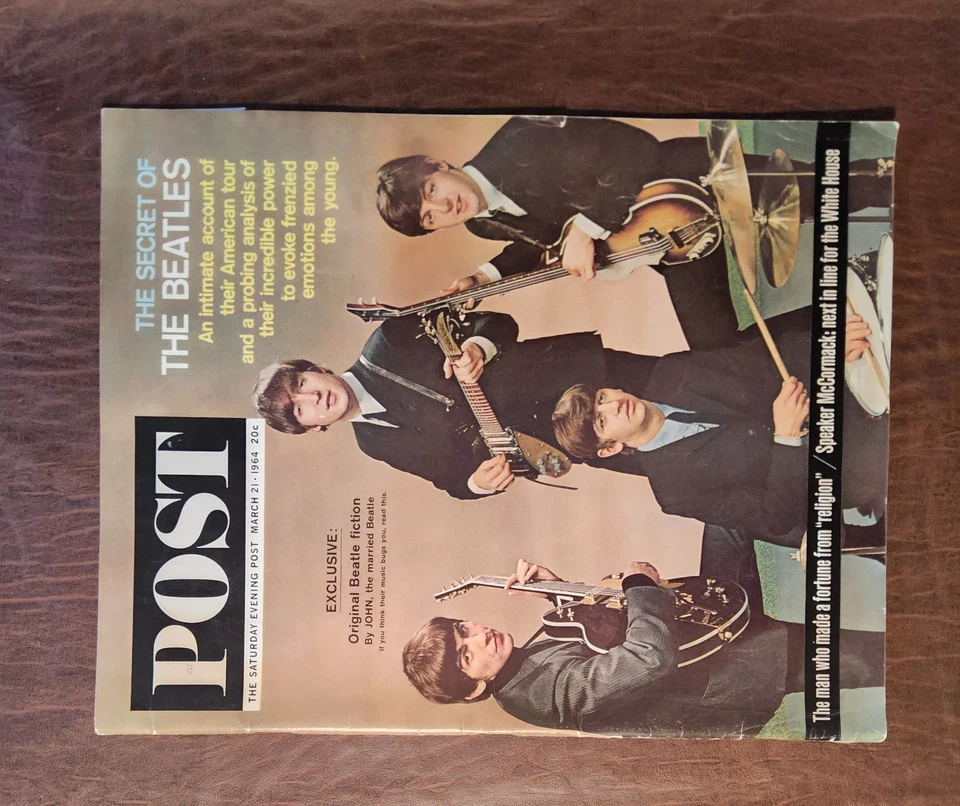 POST
THE SATURDAY EVENING POST MARCH 21·1964 20c
THE SECRET OF
THE BEATLES
An intimate account of
their American tour
and a probing analysis of
their incredible power
to evoke frenzied
emotions among
the young.
EXCLUSIVE:
Original Beatle fiction
By JOHN, the married Beatle
If you think their music bugs you, read this.
The man who made a fortune from "religion" / Speaker McCormack: next in line for the White House